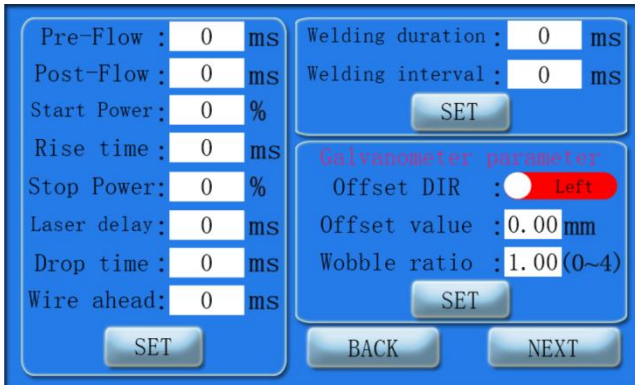 Pre-Flow : 0 ms
Post-Flow : 0 ms
Start Power: 0 %
Rise time : 0 ms
Stop Power: 0 %
Laser delay: 0 ms
Drop time : 0 ms
Wire ahead: 0 ms
SET
Welding duration : 0 ms
Welding interval : 0 ms
SET
Galvanometer parameter
Offset DIR : Left
Offset value : 0.00 mm
Wobble ratio : 1.00 (0~4)
SET
BACK
NEXT